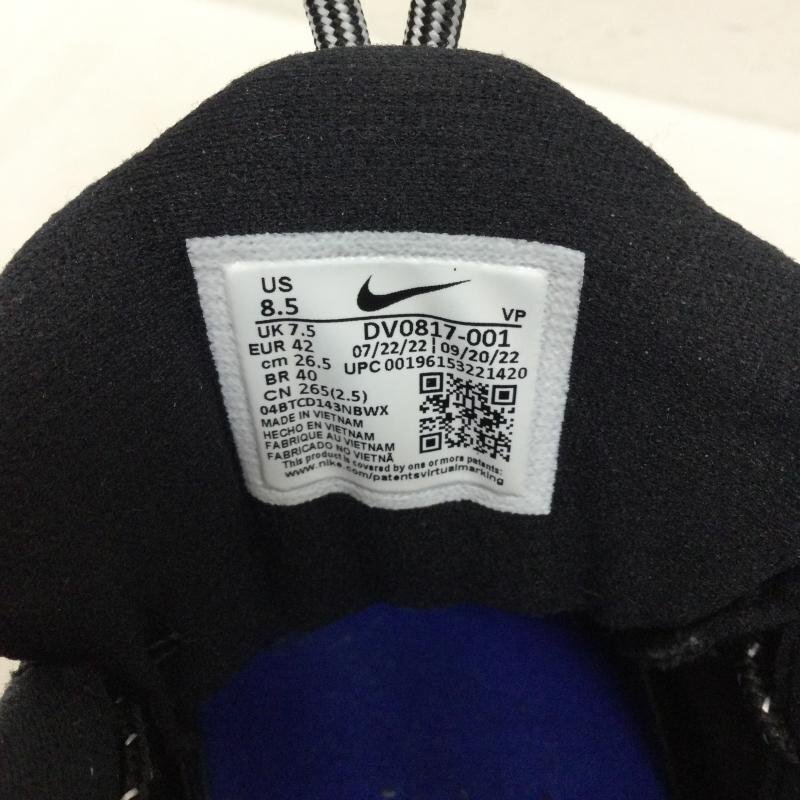 US
8.5
VP
UK 7.5
DV0817-001
EUR 42
07/22/22 | 09/20/22
cm 26.5
UPC 00196153221420
BR 40
CN 265(2.5)
04BTCD143NBWX
MADE IN VIETNAM
HECHO EN VIETNAM
FABRIQUE AU VIETNAM
FABRICADO NO VIETNÃ
This product is covered by one or more patents:
www.nike.com/patentsvirtualmarking